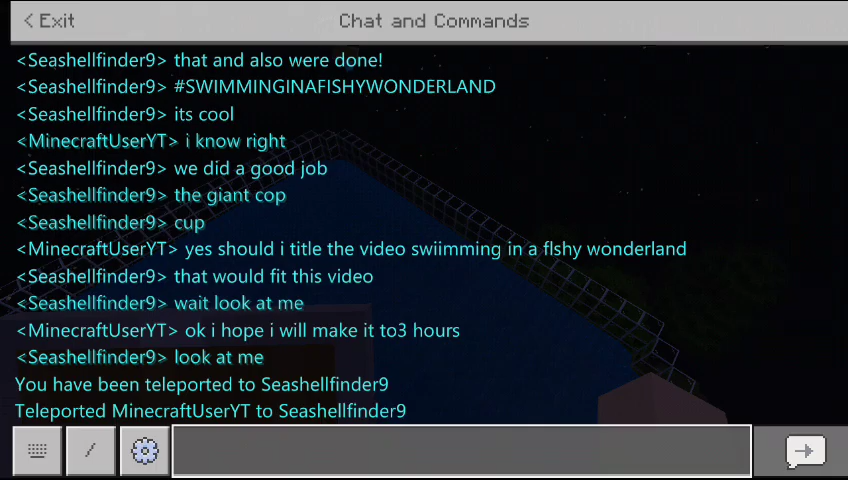 < Exit
Chat and Commands
<Seashellfinder9> that and also were done!
<Seashellfinder9> #SWIMMINGINAFISHYWONDERLAND
<Seashellfinder9> its cool
<MinecraftUserYT> i know right
<Seashellfinder9> we did a good job
<Seashellfinder9> the giant cop
<Seashellfinder9> cup
<MinecraftUserYT> yes should i title the video swiimming in a flshy wonderland
<Seashellfinder9> that would fit this video
<Seashellfinder9> wait look at me
<MinecraftUserYT> ok i hope i will make it to3 hours
<Seashellfinder9> look at me
You have been teleported to Seashellfinder9
Teleported MinecraftUserYT to Seashellfinder9
/